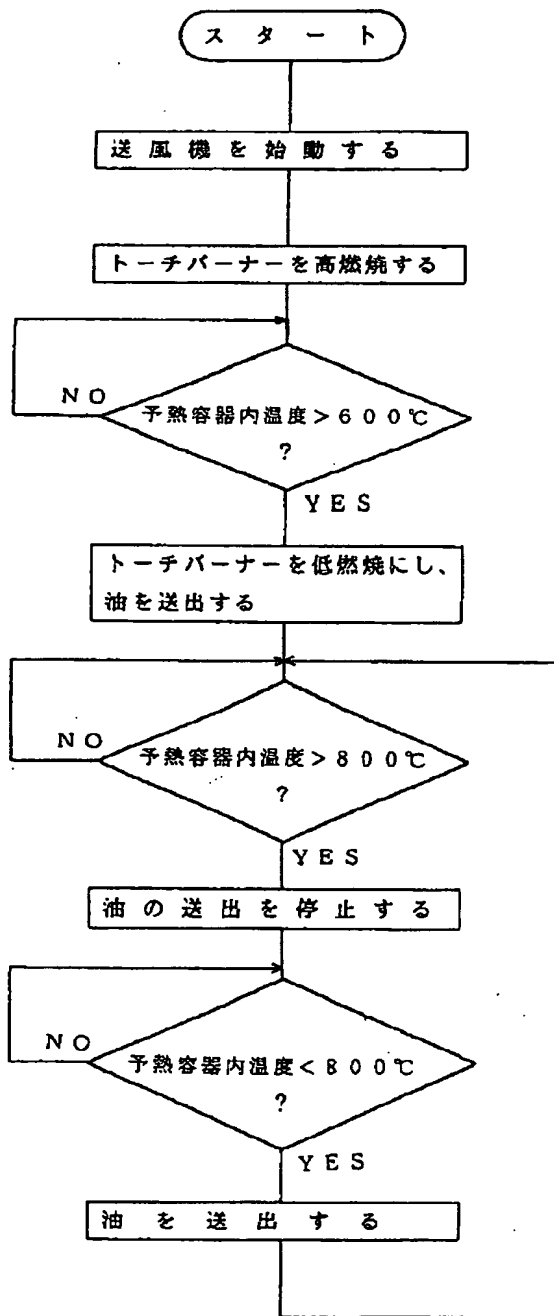 スタート
送風機を始動する
トーチバーナーを高燃焼する
NO
予熱容器内温度>600℃
?
YES
トーチバーナーを低燃焼にし、
油を送出する
NO
予熱容器内温度>800℃
?
YES
油の送出を停止する
NO
予熱容器内温度<800℃
?
YES
油を送出する